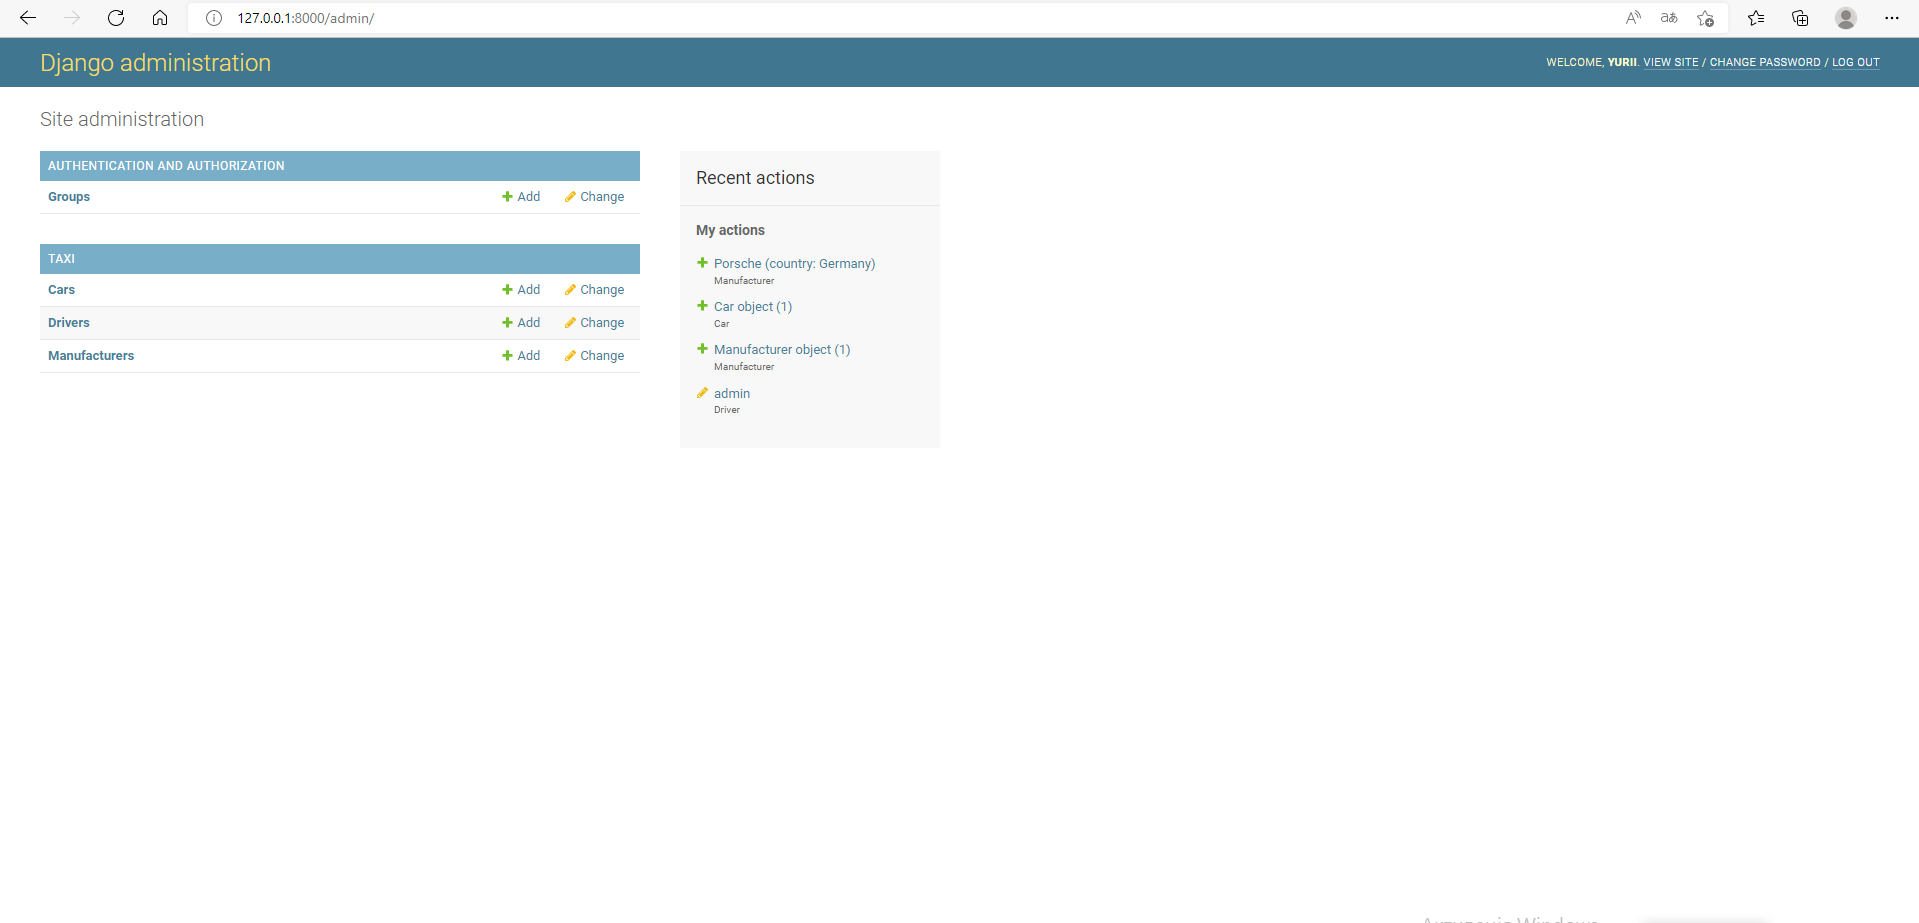 127.0.0.1:8000/admin/
Django administration
WELCOME, YURII. VIEW SITE / CHANGE PASSWORD / LOG OUT
Site administration
AUTHENTICATION AND AUTHORIZATION
Groups Add Change
TAXI
Cars Add Change
Drivers Add Change
Manufacturers Add Change
Recent actions
My actions
Porsche (country: Germany)
Manufacturer
Car object (1)
Car
Manufacturer object (1)
Manufacturer
admin
Driver